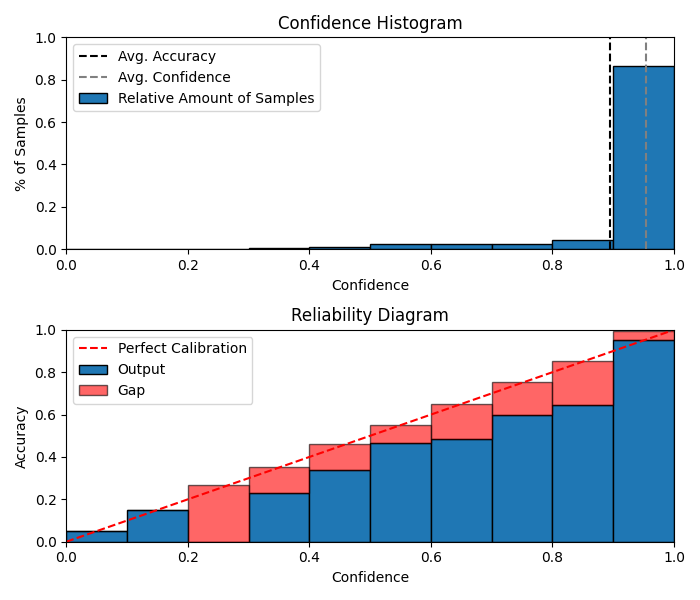 Confidence Histogram
1.0
0.8
0.6
0.4
0.2
0.0
% of Samples
Avg. Accuracy
Avg. Confidence
Relative Amount of Samples
0.0 0.2 0.4 0.6 0.8 1.0
Confidence
Reliability Diagram
1.0
0.8
0.6
0.4
0.2
0.0
Accuracy
Perfect Calibration
Output
Gap
0.0 0.2 0.4 0.6 0.8 1.0
Confidence